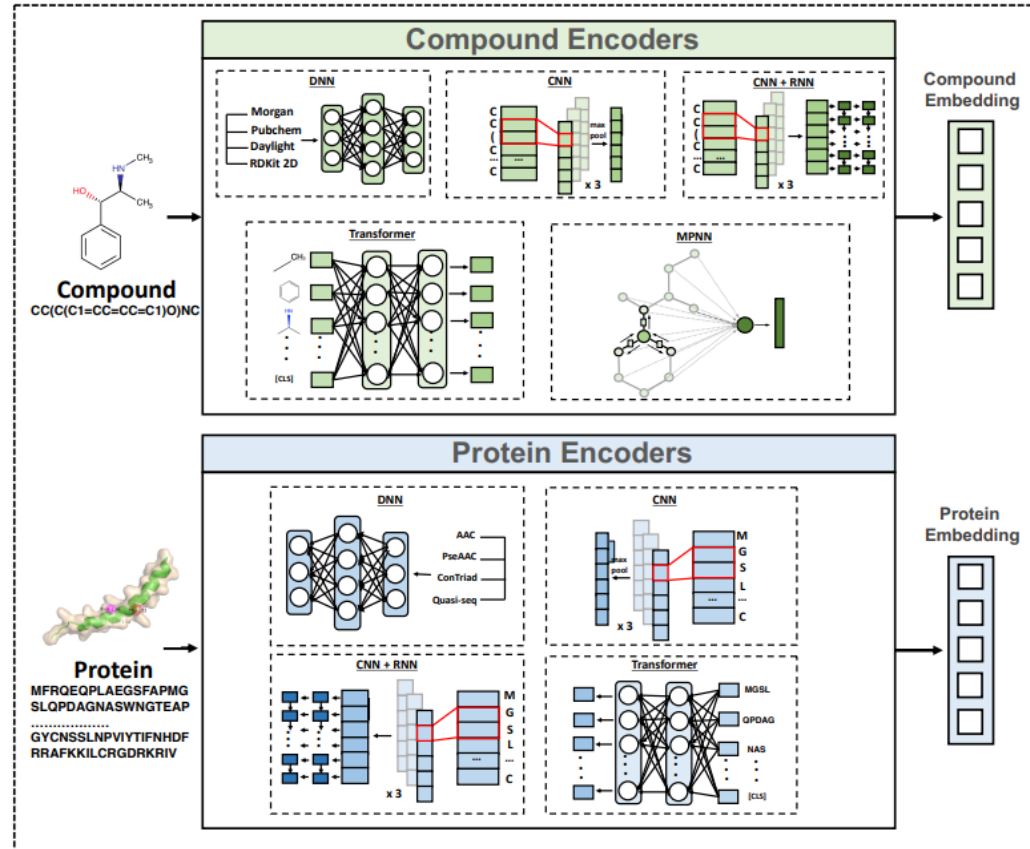 Compound Encoders
DNN
Morgan
Pubchem
Daylight
RDKit 2D
CNN
C
C
(
C
...
...
C
max
pool
x 3
CNN + RNN
C
C
(
C
...
...
C
x 3
Compound
Embedding
CH₃
HN
HO
CH₃
Compound
CC(C(C1=CC=CC=C1)O)NC
Transformer
CH₃
HN
[CLS]
MPNN
Protein Encoders
DNN
AAC
PseAAC
ConTriad
Quasi-seq
CNN
M
G
S
L
...
...
C
max
pool
x 3
Protein
Embedding
Protein
MFRQEQPLAEGSFAPMG
SLQPDAGNASWNGTEAP
..................
GYCNSSLNPVIYTIFNHDF
RRAFKKILCRGDRKRIV
CNN + RNN
M
G
S
L
...
...
C
x 3
Transformer
MGSL
QPDAG
NAS
[CLS]